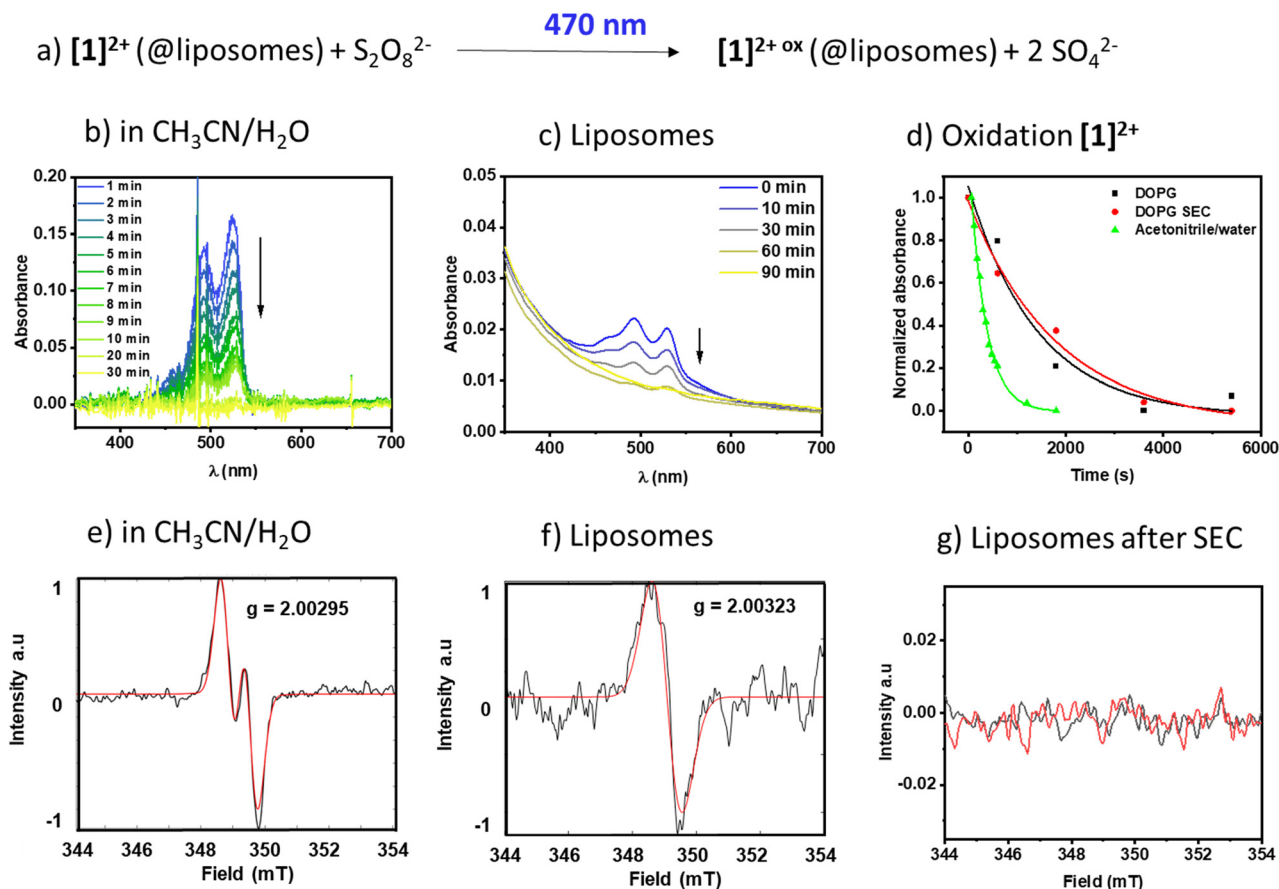 470 nm
a) [1]²⁺ (@liposomes) + S₂O₈²⁻ [1]²⁺ ᵒˣ (@liposomes) + 2 SO₄²⁻
b) in CH₃CN/H₂O
c) Liposomes
d) Oxidation [1]²⁺
0.20
0.15
0.10
0.05
0.00
Absorbance
1 min
2 min
3 min
4 min
5 min
6 min
7 min
8 min
9 min
10 min
20 min
30 min
400 500 600 700
λ (nm)
0.05
0.04
0.03
0.02
0.01
0.00
Absorbance
0 min
10 min
30 min
60 min
90 min
400 500 600 700
λ (nm)
1.0
0.8
0.6
0.4
0.2
0.0
Normalized absorbance
DOPG
DOPG SEC
Acetonitrile/water
0 2000 4000 6000
Time (s)
e) in CH₃CN/H₂O
f) Liposomes
g) Liposomes after SEC
1
0
-1
Intensity a.u
g = 2.00295
344 346 348 350 352 354
Field (mT)
1
0
-1
Intensity a.u
g = 2.00323
344 346 348 350 352 354
Field (mT)
0.02
0.00
-0.02
Intensity a.u
344 346 348 350 352 354
Field (mT)